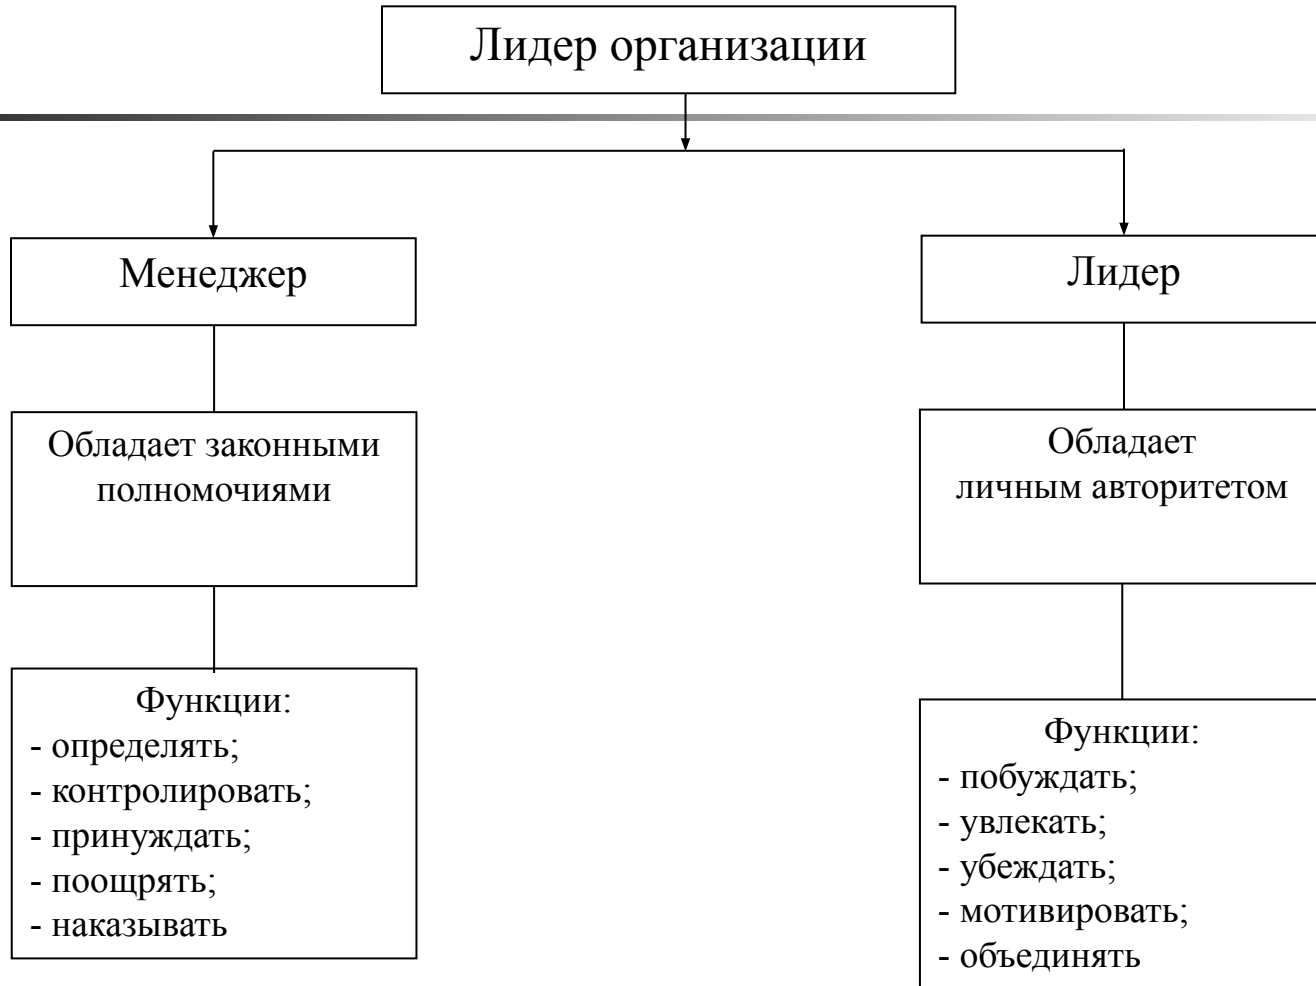 Лидер организации
Менеджер
Обладает законными
полномочиями
Функции:
- определять;
- контролировать;
- принуждать;
- поощрять;
- наказывать
Лидер
Обладает
личным авторитетом
Функции:
- побуждать;
- увлекать;
- убеждать;
- мотивировать;
- объединять